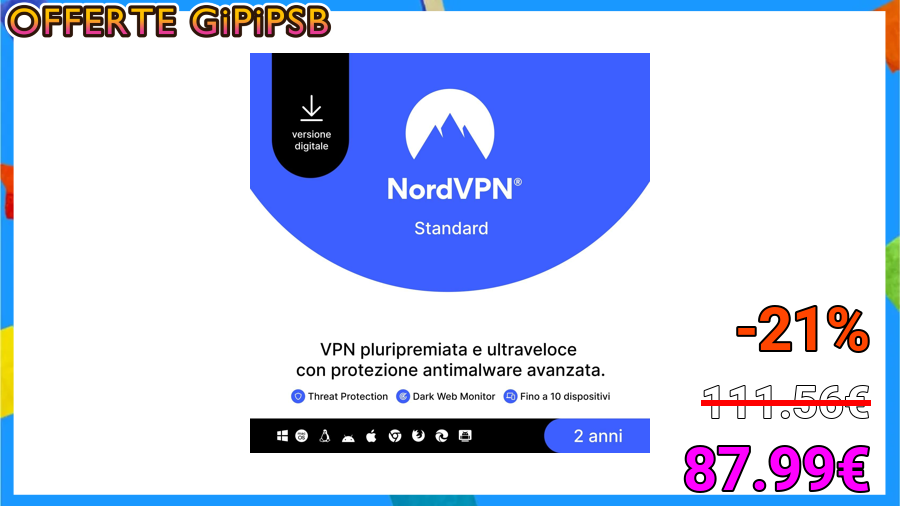 OFFERTE GiPiPSB
versione
digitale
NordVPN®
Standard
VPN pluripremiata e ultraveloce
con protezione antimalware avanzata.
Threat Protection Dark Web Monitor Fino a 10 dispositivi
2 anni
-21%
111.56€
87.99€